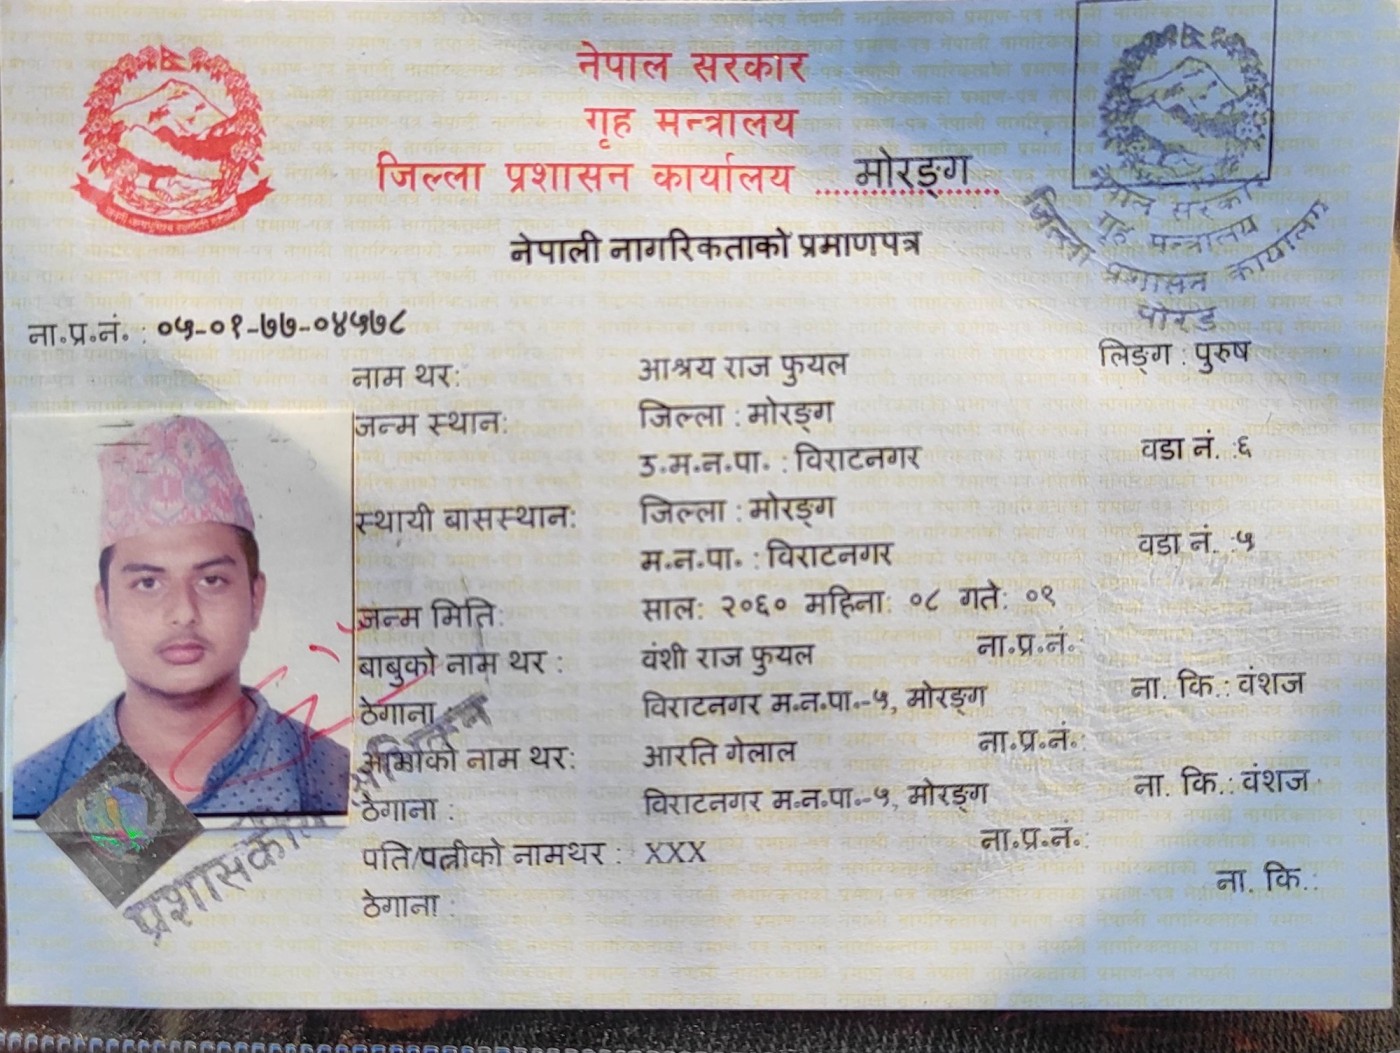 नेपाल सरकार
गृह मन्त्रालय
जिल्ला प्रशासन कार्यालय ....मोरङ्ग....
नेपाल सरकार
गृह मन्त्रालय
जिल्ला प्रशासन कार्यालय
मोरङ
नेपाली नागरिकताको प्रमाणपत्र
ना.प्र.नं. : ०५-०१-७७-०४५७८
लिङ्ग : पुरुष
नाम थर: आश्रय राज फुयल
जन्म स्थान: जिल्ला : मोरङ्ग
उ.म.न.पा. : विराटनगर वडा नं. :६
स्थायी बासस्थान: जिल्ला : मोरङ्ग
म.न.पा. : विराटनगर वडा नं. :५
जन्म मिति: साल: २०६० महिना: ०८ गते: ०९
बाबुको नाम थर : वंशी राज फुयल ना.प्र.नं.
ठेगाना : विराटनगर म.न.पा.-५, मोरङ्ग ना. कि.: वंशज
आमाको नाम थर: आरति गेलाल ना.प्र.नं.:
ठेगाना : विराटनगर म.न.पा.-५, मोरङ्ग ना. कि.: वंशज
पति/पत्नीको नामथर : XXX ना.प्र.नं.:
ठेगाना ना. कि.: